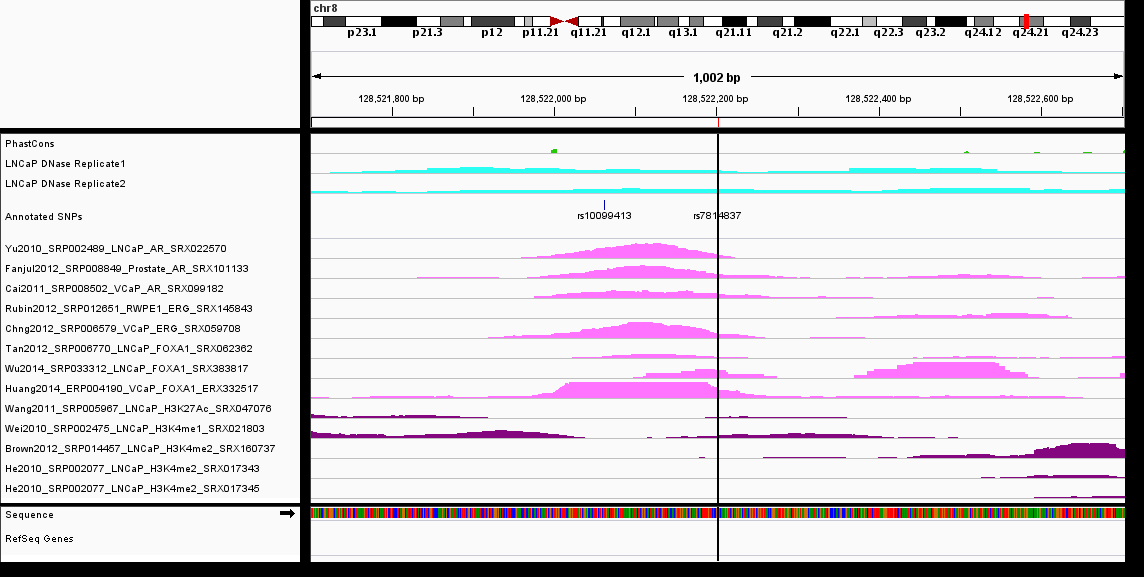 chr8
p23.1 p21.3 p12 p11.21 q11.21 q12.1 q13.1 q21.11 q21.2 q22.1 q22.3 q23.2 q24.12 q24.21 q24.23
1,002 bp
128,521,800 bp 128,522,000 bp 128,522,200 bp 128,522,400 bp 128,522,600 bp
PhastCons
LNCaP DNase Replicate1
LNCaP DNase Replicate2
Annotated SNPs
rs10099413 rs7814837
Yu2010_SRP002489_LNCaP_AR_SRX022570
Fanjul2012_SRP008849_Prostate_AR_SRX101133
Cai2011_SRP008502_VCaP_AR_SRX099182
Rubin2012_SRP012651_RWPE1_ERG_SRX145843
Chng2012_SRP006579_VCaP_ERG_SRX059708
Tan2012_SRP006770_LNCaP_FOXA1_SRX062362
Wu2014_SRP033312_LNCaP_FOXA1_SRX383817
Huang2014_ERP004190_VCaP_FOXA1_ERX332517
Wang2011_SRP005967_LNCaP_H3K27Ac_SRX047076
Wei2010_SRP002475_LNCaP_H3K4me1_SRX021803
Brown2012_SRP014457_LNCaP_H3K4me2_SRX160737
He2010_SRP002077_LNCaP_H3K4me2_SRX017343
He2010_SRP002077_LNCaP_H3K4me2_SRX017345
Sequence
RefSeq Genes